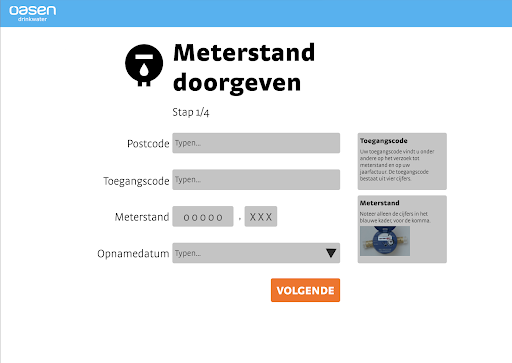 oasen
drinkwater
Meterstand
doorgeven
Stap 1/4
Postcode
Typen...
Toegangscode
Typen...
Meterstand
00000 . XXX
Opnamedatum
Typen...
VOLGENDE
Toegangscode
Uw toegangscode vindt u onder
andere op het verzoek tot
meterstand en op uw
jaarfactuur. De toegangscode
bestaat uit vier cijfers.
Meterstand
Noteer alleen de cijfers in het
blauwe kader, voor de komma.